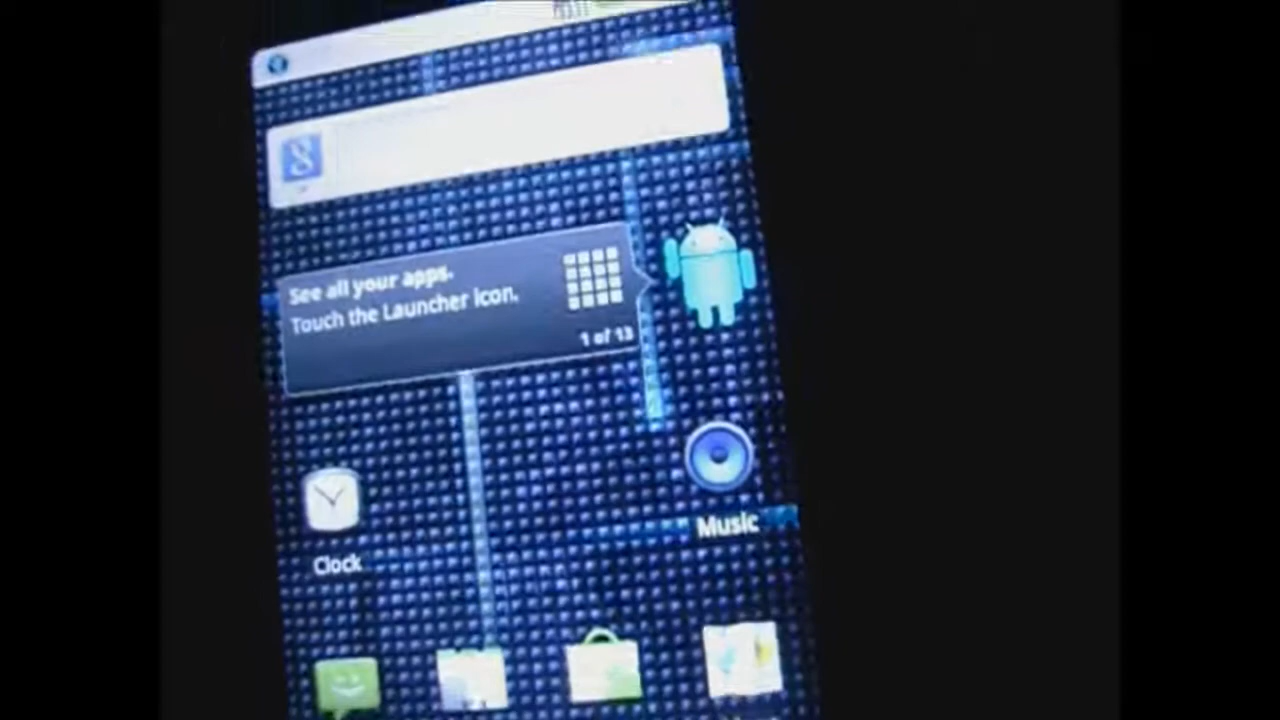 See all your apps.
Touch the Launcher icon.
1 of 13
Music
Clock